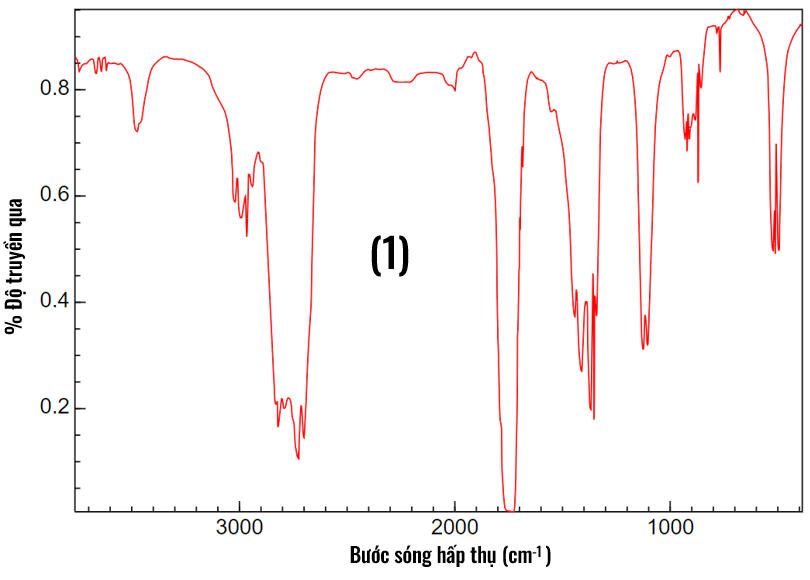 0.8
0.6
(1)
0.4
0.2
% Độ truyền qua
3000 2000 1000
Bước sóng hấp thụ (cm-1 )